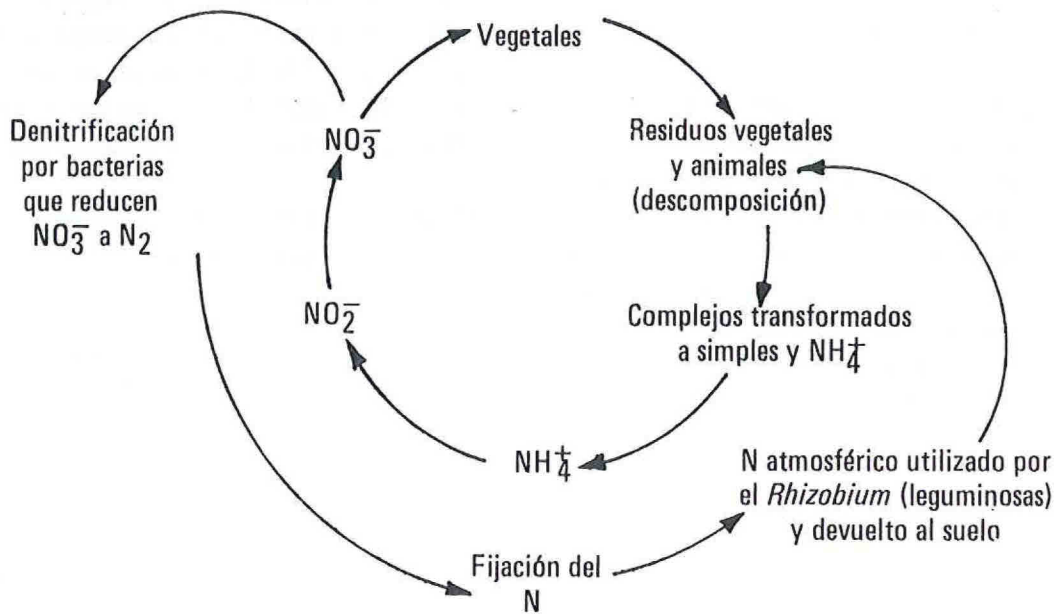 Vegetales
Denitrificación
por bacterias
que reducen
NO₃⁻ a N₂
NO₃⁻
Residuos vegetales
y animales
(descomposición)
NO₂⁻
Complejos transformados
a simples y NH₄⁺
NH₄⁺
N atmosférico utilizado por
el Rhizobium (leguminosas)
y devuelto al suelo
Fijación del
N